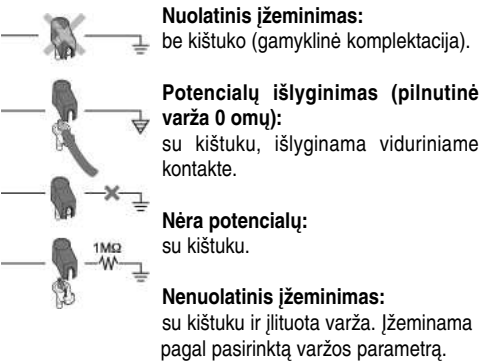 Nuolatinis įžeminimas:
be kištuko (gamyklinė komplektacija).
Potencialų išlyginimas (pilnutinė
varža 0 omų):
su kištuku, išlyginama viduriniame
kontakte.
Nėra potencialų:
su kištuku.
1MΩ
Nenuolatinis įžeminimas:
su kištuku ir įlituota varža. Įžeminama
pagal pasirinktą varžos parametrą.